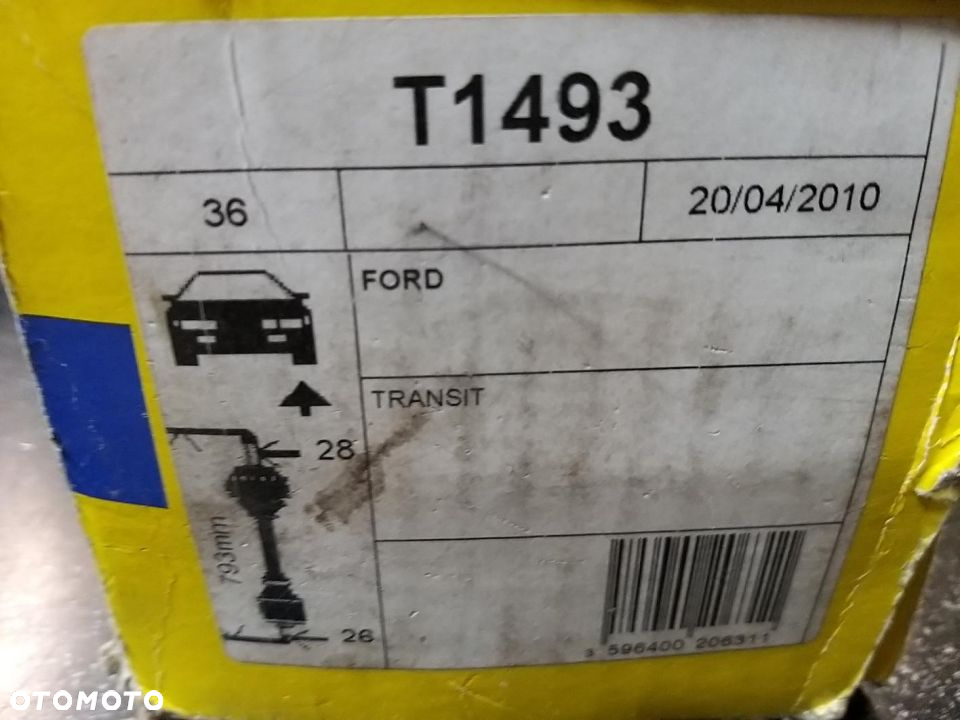 T1493
36
20/04/2010
FORD
TRANSIT
28
793mm
26
3 596400 206311
OTOMOTO